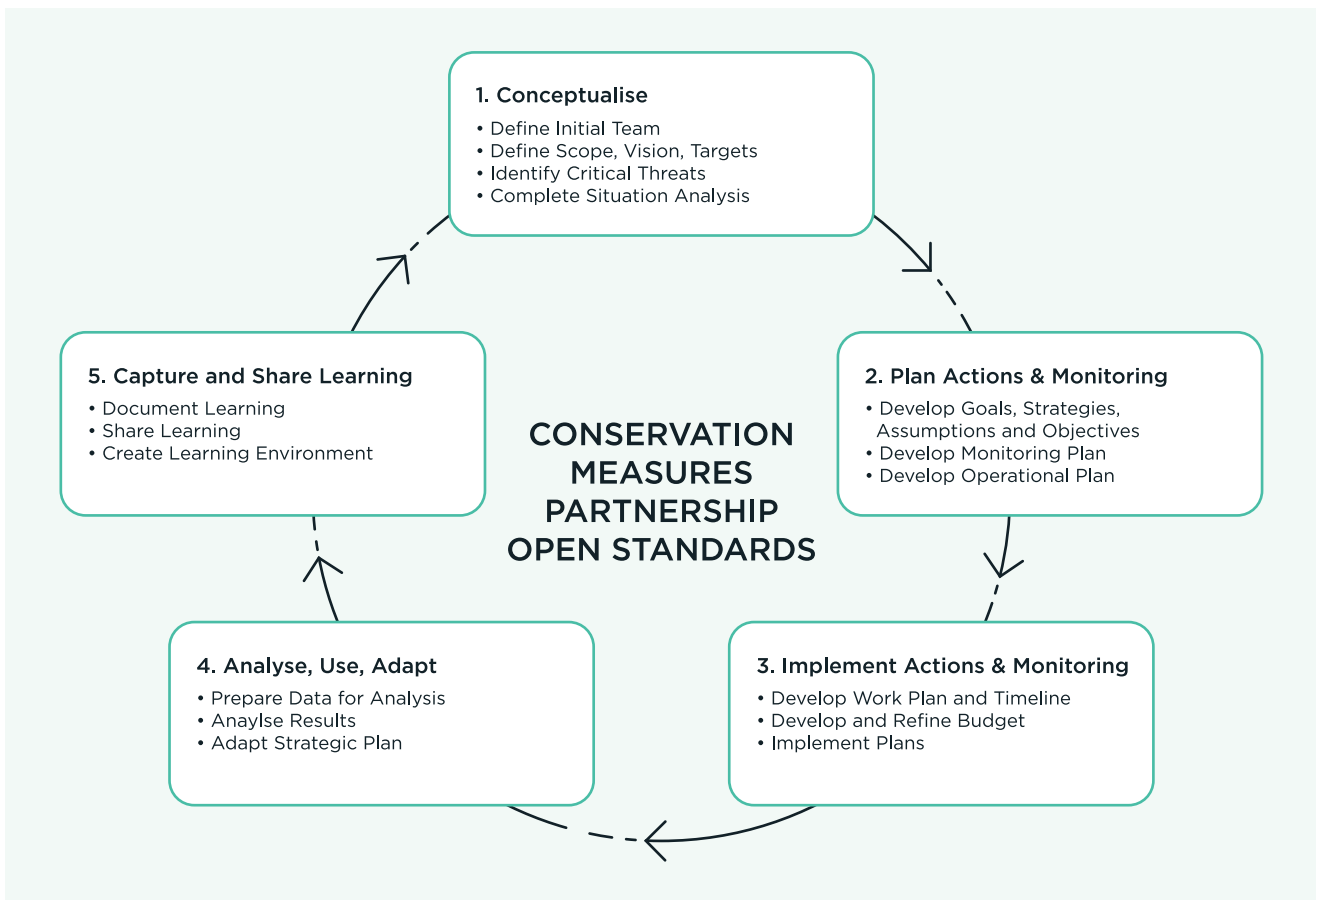 1. Conceptualise
• Define Initial Team
• Define Scope, Vision, Targets
• Identify Critical Threats
• Complete Situation Analysis
2. Plan Actions & Monitoring
• Develop Goals, Strategies,
Assumptions and Objectives
• Develop Monitoring Plan
• Develop Operational Plan
3. Implement Actions & Monitoring
• Develop Work Plan and Timeline
• Develop and Refine Budget
• Implement Plans
4. Analyse, Use, Adapt
• Prepare Data for Analysis
• Anaylse Results
• Adapt Strategic Plan
5. Capture and Share Learning
• Document Learning
• Share Learning
• Create Learning Environment
CONSERVATION
MEASURES
PARTNERSHIP
OPEN STANDARDS